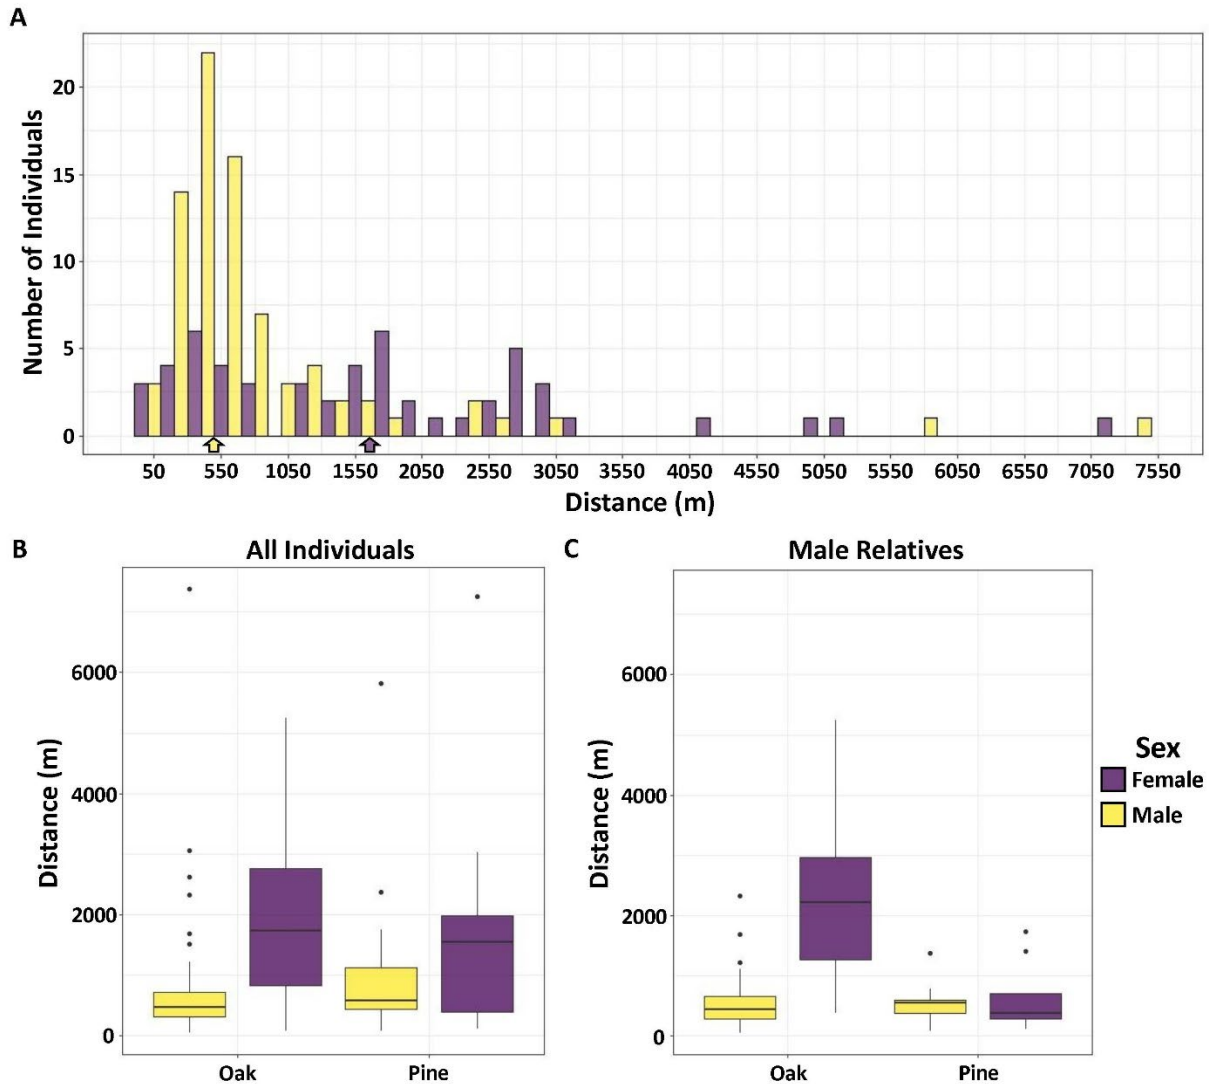 A
Number of Individuals
20
15
10
5
0
50 550 1050 1550 2050 2550 3050 3550 4050 4550 5050 5550 6050 6550 7050 7550
Distance (m)
B
All Individuals
Distance (m)
6000
4000
2000
0
Oak Pine
C
Male Relatives
Distance (m)
6000
4000
2000
0
Oak Pine
Sex
Female
Male